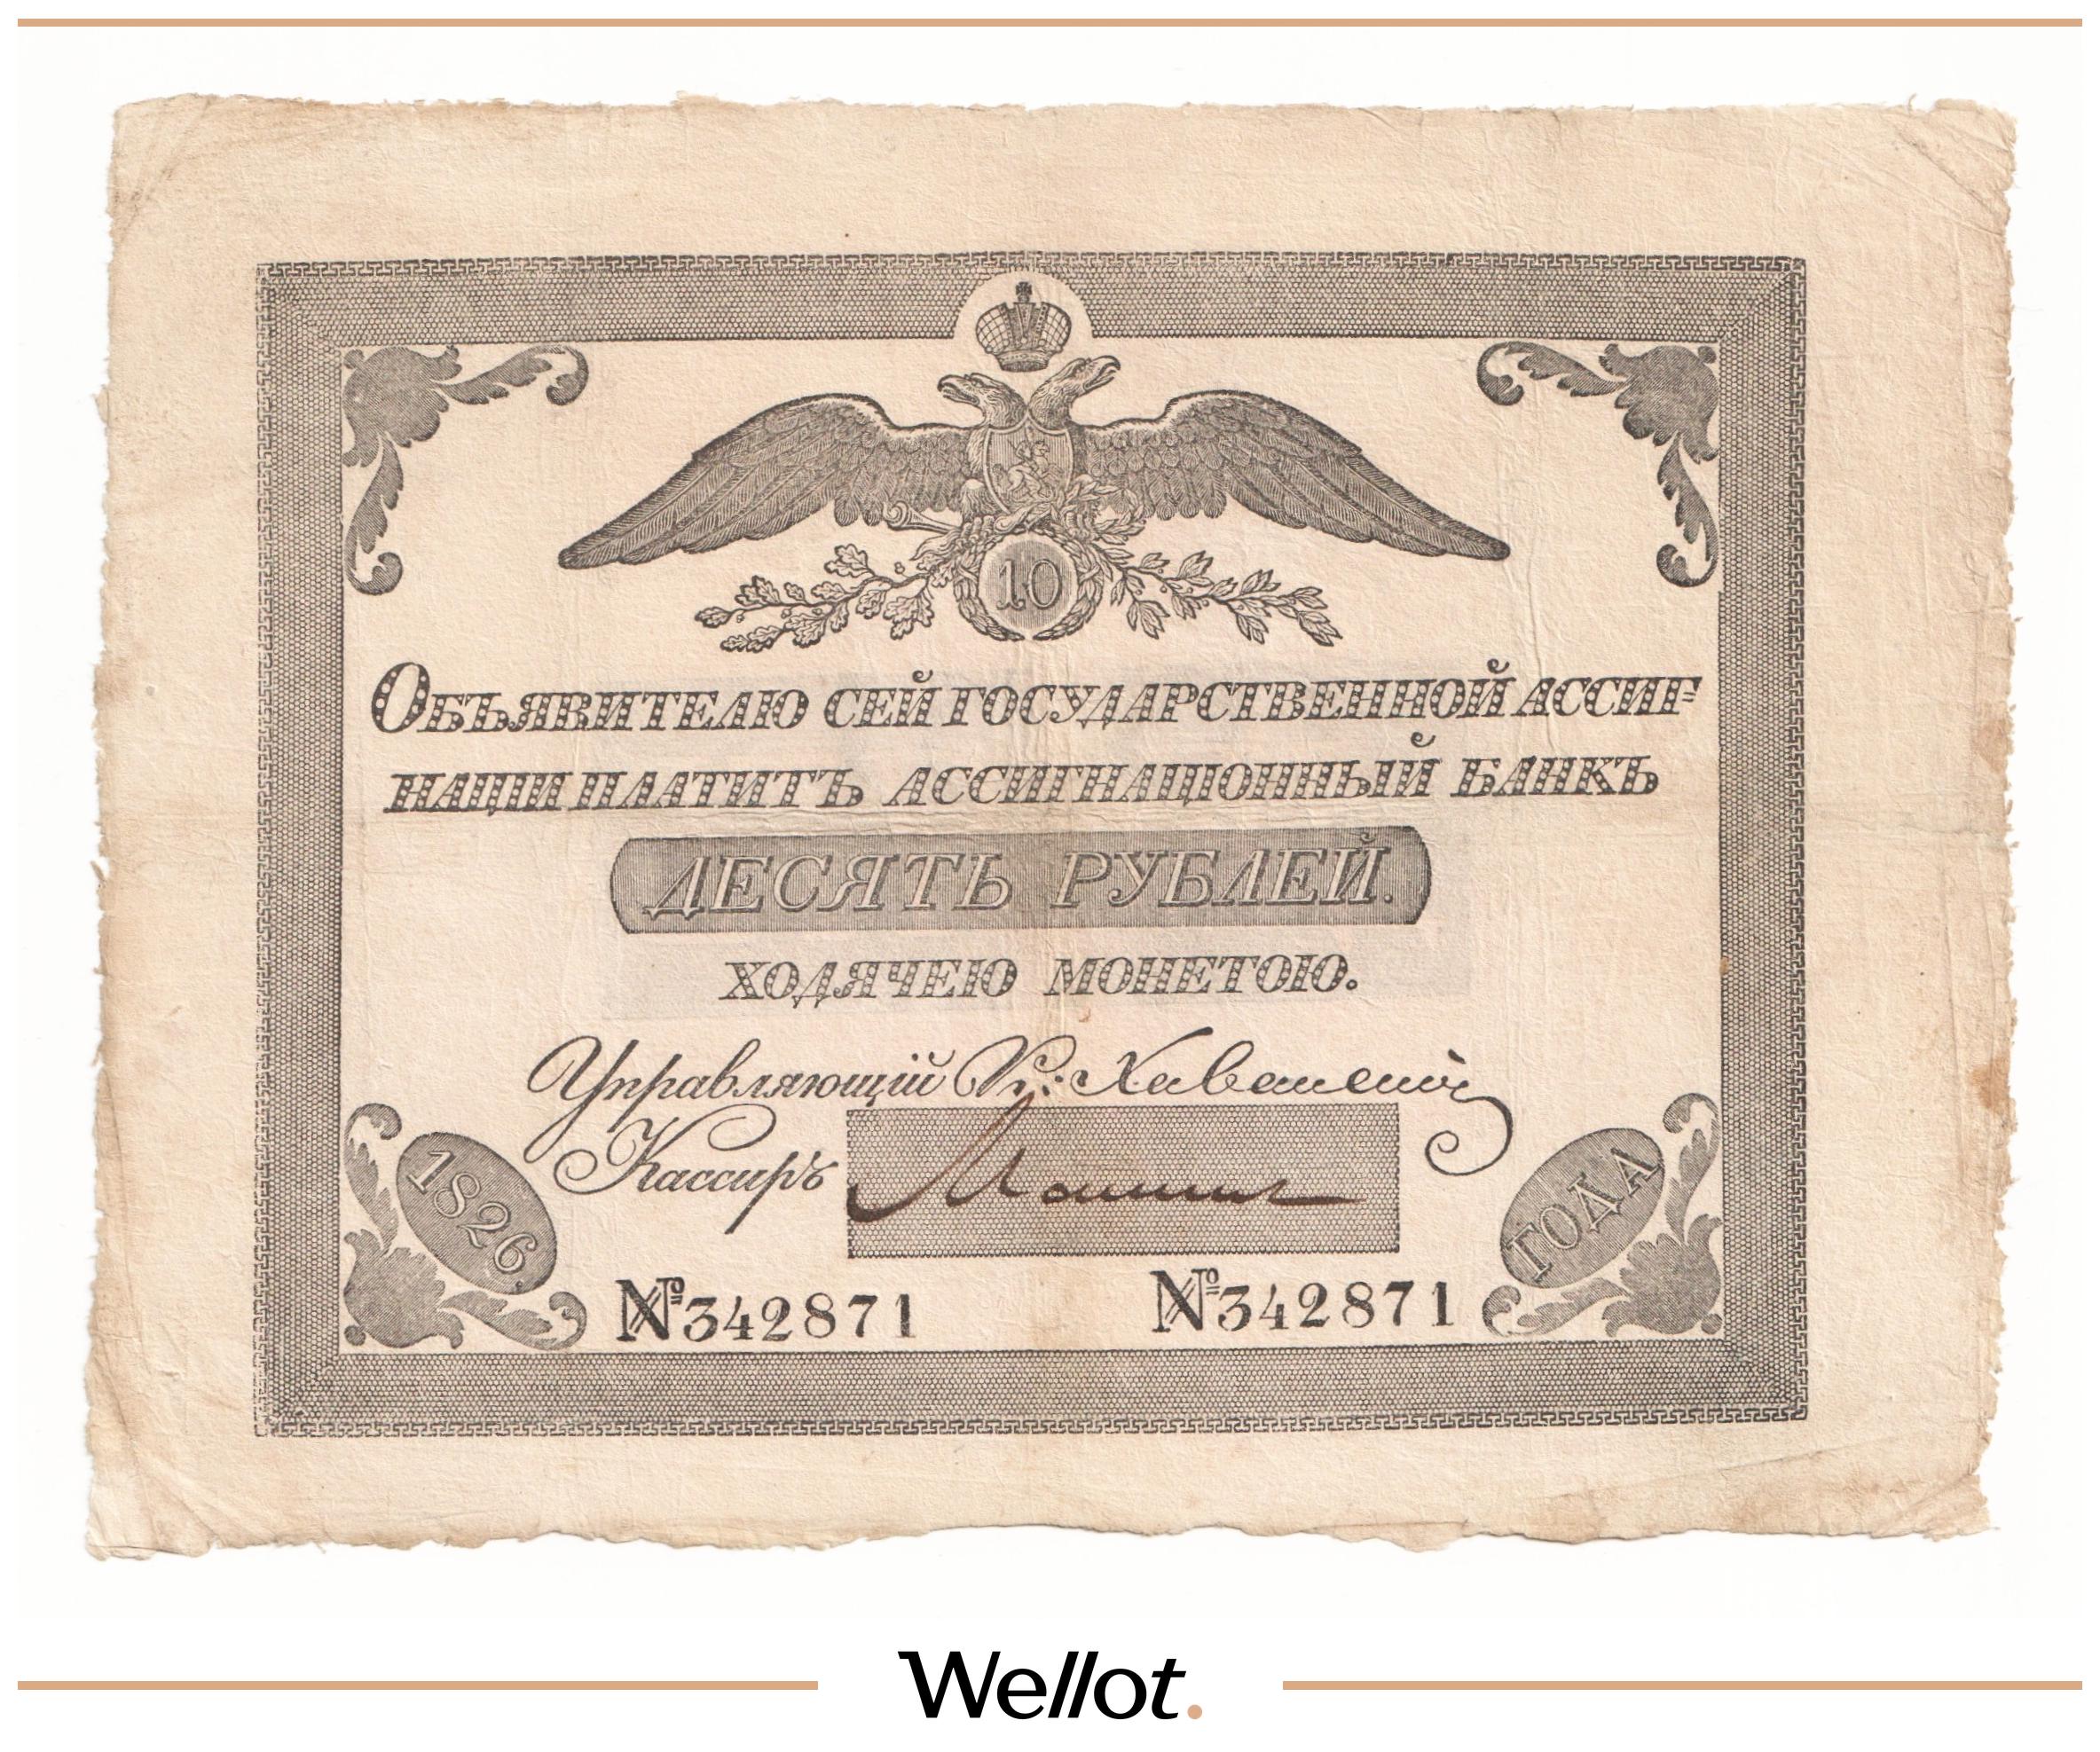 10
ОБЪЯВИТЕЛЮ СЕЙ ГОСУДАРСТВЕННОЙ АССИГ=
НАЦИИ ПЛАТИТЪ АССИГНАЦІОННЫЙ БАНКЪ
ДЕСЯТЬ РУБЛЕЙ.
ХОДЯЧЕЮ МОНЕТОЮ.
Управляющій
Кассиръ
1826 ГОДА
№342871 №342871
Wellot.